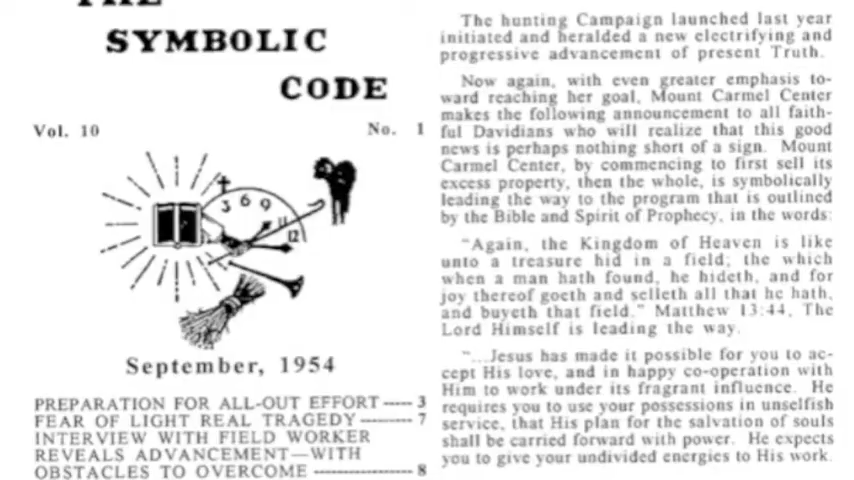 THE
SYMBOLIC
CODE
Vol. 10 No. 1
3 6 9 11 12
September, 1954
PREPARATION FOR ALL-OUT EFFORT — 3
FEAR OF LIGHT REAL TRAGEDY — 7
INTERVIEW WITH FIELD WORKER
REVEALS ADVANCEMENT—WITH
OBSTACLES TO OVERCOME — 8
The hunting Campaign launched last year
initiated and heralded a new electrifying and
progressive advancement of present Truth.
Now again, with even greater emphasis to-
ward reaching her goal, Mount Carmel Center
makes the following announcement to all faith-
ful Davidians who will realize that this good
news is perhaps nothing short of a sign. Mount
Carmel Center, by commencing to first sell its
excess property, then the whole, is symbolically
leading the way to the program that is outlined
by the Bible and Spirit of Prophecy, in the words:
"Again, the Kingdom of Heaven is like
unto a treasure hid in a field; the which
when a man hath found, he hideth, and for
joy thereof goeth and selleth all that he hath,
and buyeth that field." Matthew 13:44, The
Lord Himself is leading the way.
"...Jesus has made it possible for you to ac-
cept His love, and in happy co-operation with
Him to work under its fragrant influence. He
requires you to use your possessions in unselfish
service, that His plan for the salvation of souls
shall be carried forward with power. He expects
you to give your undivided energies to His work.